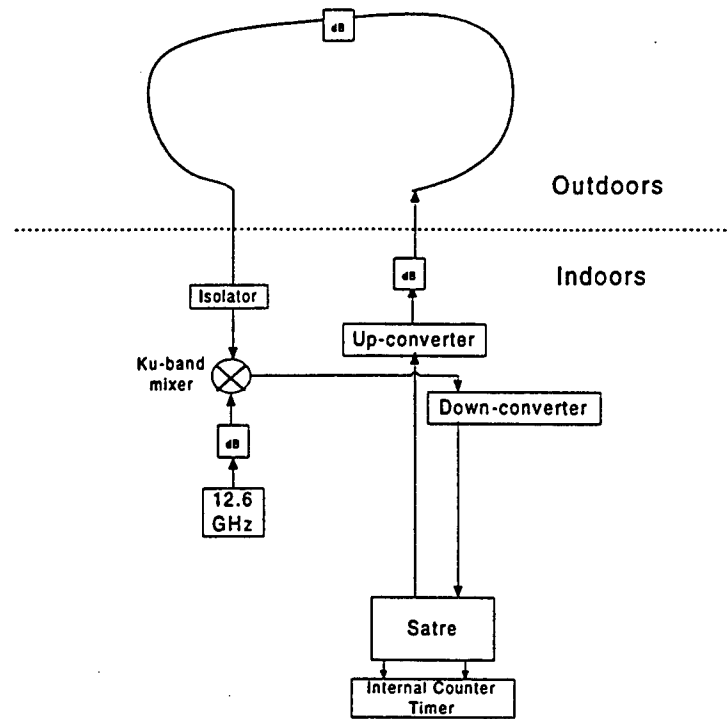 dB
Outdoors
dB
Indoors
Isolator
Up-converter
Ku-band
mixer
Down-converter
dB
12.6
GHz
Satre
Internal Counter
Timer